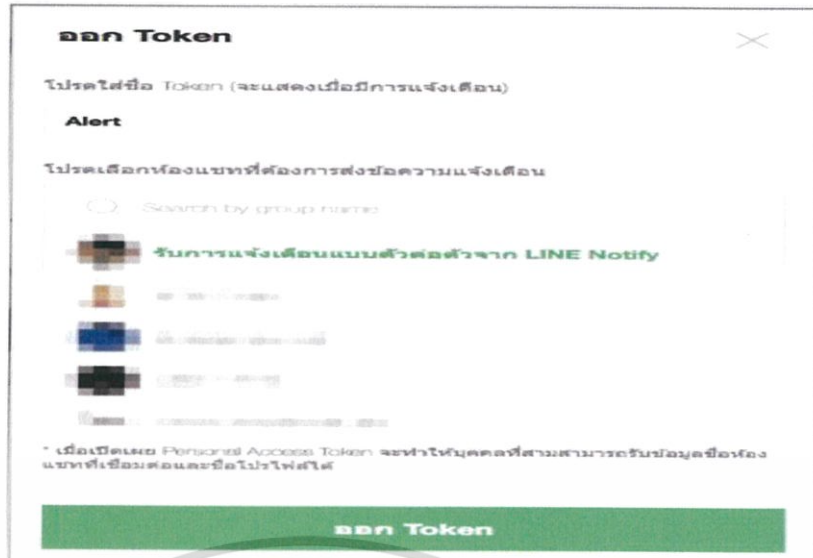 ออก Token
โปรดใส่ชื่อ Token (จะแสดงเมื่อมีการแจ้งเตือน)
Alert
โปรดเลือกห้องแชทที่ต้องการส่งข้อความแจ้งเตือน
Search by group name
รับการแจ้งเตือนแบบตัวต่อตัวจาก LINE Notify
* เมื่อเปิดเผย Personal Access Token จะทำให้บุคคลที่สามสามารถรับข้อมูลชื่อห้อง
แชทที่เชื่อมต่อและชื่อโปรไฟล์ได้
ออก Token